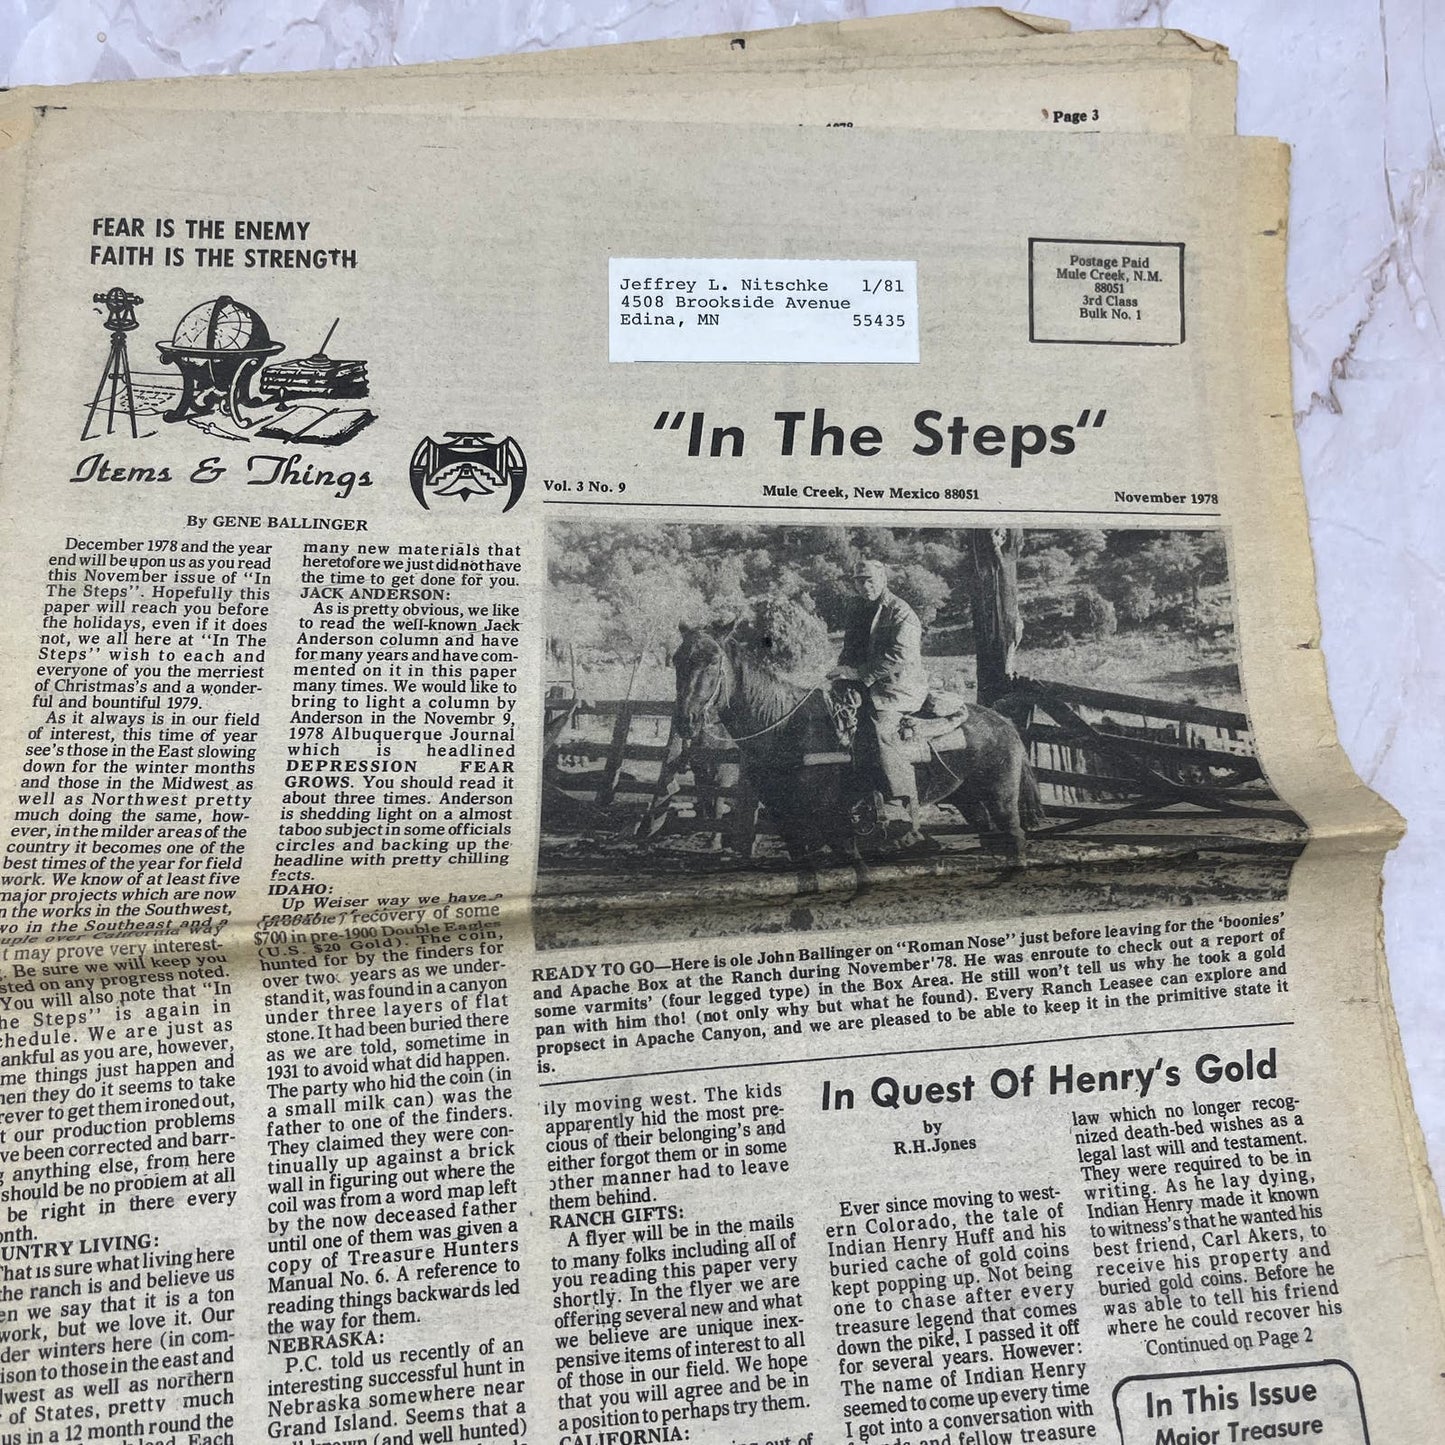 Page 3
FEAR IS THE ENEMY
FAITH IS THE STRENGTH
Items & Things
Jeffrey L. Nitschke 1/81
4508 Brookside Avenue
Edina, MN 55435
Postage Paid
Mule Creek, N.M.
88051
3rd Class
Bulk No. 1
"In The Steps"
Vol. 3 No. 9 Mule Creek, New Mexico 88051 November 1978
By GENE BALLINGER
December 1978 and the year
end will be upon us as you read
this November issue of "In
The Steps". Hopefully this
paper will reach you before
the holidays, even if it does
not, we all here at "In The
Steps" wish to each and
everyone of you the merriest
of Christmas's and a wonder-
ful and bountiful 1979.
As it always is in our field
of interest, this time of year
see's those in the East slowing
down for the winter months
and those in the Midwest as
well as Northwest pretty
much doing the same, how-
ever, in the milder areas of the
country it becomes one of the
best times of the year for field
work. We know of at least five
major projects which are now
n the works in the Southwest,
wo in the Southeast and a
uple over California way
t may prove very interest-
. Be sure we will keep you
sted on any progress noted.
You will also note that "In
he Steps" is again in
chedule. We are just as
ankful as you are, however,
me things just happen and
hen they do it seems to take
rever to get them ironed out,
t our production problems
ve been corrected and barr-
g anything else, from here
should be no problem at all
be right in there every
onth.
UNTRY LIVING:
That is sure what living here
the ranch is and believe us
en we say that it is a ton
work, but we love it. Our
der winters here (in com-
ison to those in the east and
lwest as well as northern
of States, pretty much
us in a 12 month round the
Each
many new materials that
heretofore we just did not have
the time to get done for you.
JACK ANDERSON:
As is pretty obvious, we like
to read the well-known Jack
Anderson column and have
for many years and have com-
mented on it in this paper
many times. We would like to
bring to light a column by
Anderson in the Novembr 9,
1978 Albuquerque Journal
which is headlined
DEPRESSION FEAR
GROWS. You should read it
about three times. Anderson
is shedding light on a almost
taboo subject in some officials
circles and backing up the
headline with pretty chilling
facts.
IDAHO:
Up Weiser way we have a
(probable) recovery of some
$700 in pre-1900 Double Eagles
(U.S. $20 Gold). The coin,
hunted for by the finders for
over two years as we under-
stand it, was found in a canyon
under three layers of flat
stone. It had been buried there
as we are told, sometime in
1931 to avoid what did happen.
The party who hid the coin (in
a small milk can) was the
father to one of the finders.
They claimed they were con-
tinually up against a brick
wall in figuring out where the
coil was from a word map left
by the now deceased father
until one of them was given a
copy of Treasure Hunters
Manual No. 6. A reference to
reading things backwards led
the way for them.
NEBRASKA:
P.C. told us recently of an
interesting successful hunt in
Nebraska somewhere near
Grand Island. Seems that a
(and well hunted)
READY TO GO—Here is ole John Ballinger on "Roman Nose" just before leaving for the 'boonies'
and Apache Box at the Ranch during November'78. He was enroute to check out a report of
some varmits' (four legged type) in the Box Area. He still won't tell us why he took a gold
pan with him tho! (not only why but what he found). Every Ranch Leasee can explore and
propsect in Apache Canyon, and we are pleased to be able to keep it in the primitive state it
is.
ily moving west. The kids
apparently hid the most pre-
cious of their belonging's and
either forgot them or in some
other manner had to leave
them behind.
RANCH GIFTS:
A flyer will be in the mails
to many folks including all of
you reading this paper very
shortly. In the flyer we are
offering several new and what
we believe are unique inex-
pensive items of interest to all
of those in our field. We hope
that you will agree and be in
a position to perhaps try them.
CALIFORNIA:
out of
In Quest Of Henry's Gold
by
R.H.Jones
Ever since moving to west-
ern Colorado, the tale of
Indian Henry Huff and his
buried cache of gold coins
kept popping up. Not being
one to chase after every
treasure legend that comes
down the pike, I passed it off
for several years. However:
The name of Indian Henry
seemed to come up every time
I got into a conversation with
and fellow treasure
law which no longer recog-
nized death-bed wishes as a
legal last will and testament.
They were required to be in
writing. As he lay dying,
Indian Henry made it known
to witness's that he wanted his
best friend, Carl Akers, to
receive his property and
buried gold coins. Before he
was able to tell his friend
where he could recover his
Continued on Page 2
In This Issue
Major Treasure